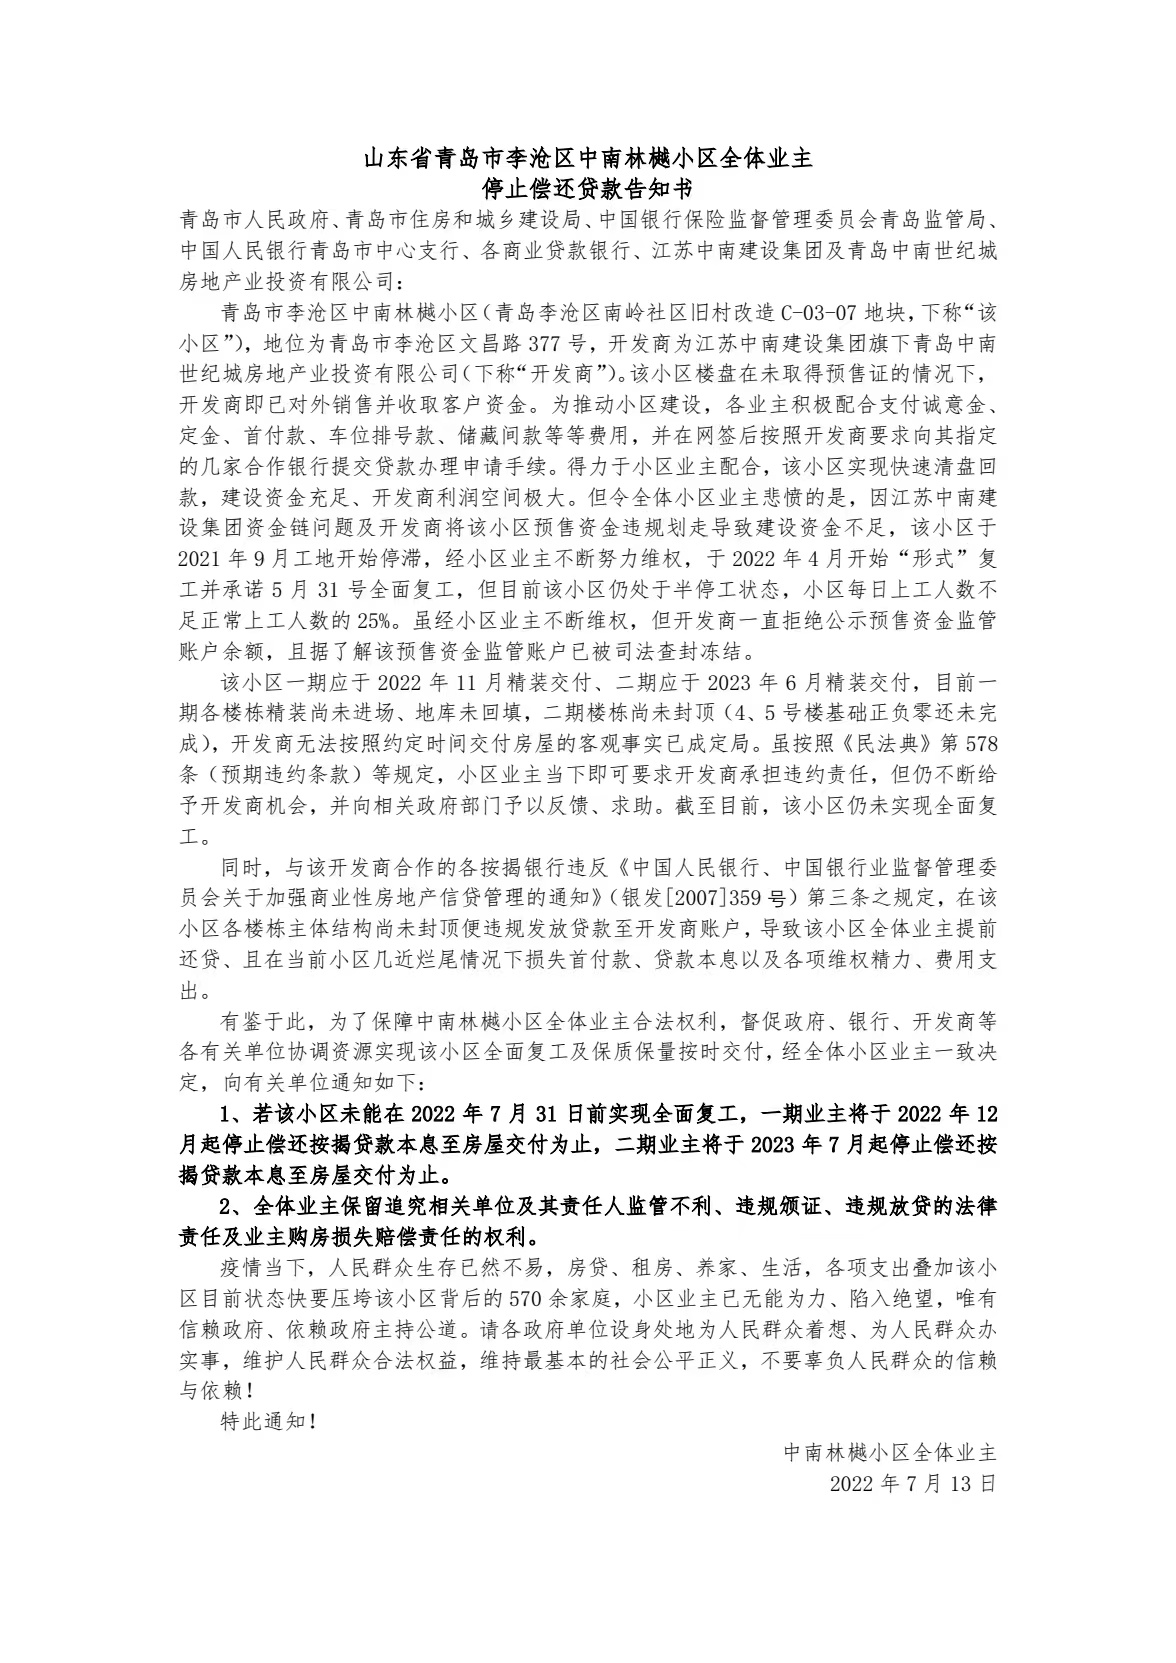 山东省青岛市李沧区中南林樾小区全体业主
停止偿还贷款告知书
青岛市人民政府、青岛市住房和城乡建设局、中国银行保险监督管理委员会青岛监管局、
中国人民银行青岛市中心支行、各商业贷款银行、江苏中南建设集团及青岛中南世纪城
房地产业投资有限公司：
青岛市李沧区中南林樾小区（青岛李沧区南岭社区旧村改造 C-03-07 地块，下称“该
小区”），地位为青岛市李沧区文昌路 377 号，开发商为江苏中南建设集团旗下青岛中南
世纪城房地产业投资有限公司（下称“开发商”）。该小区楼盘在未取得预售证的情况下，
开发商即已对外销售并收取客户资金。为推动小区建设，各业主积极配合支付诚意金、
定金、首付款、车位排号款、储藏间款等等费用，并在网签后按照开发商要求向其指定
的几家合作银行提交贷款办理申请手续。得力于小区业主配合，该小区实现快速清盘回
款，建设资金充足、开发商利润空间极大。但令全体小区业主悲愤的是，因江苏中南建
设集团资金链问题及开发商将该小区预售资金违规划走导致建设资金不足，该小区于
2021 年 9 月工地开始停滞，经小区业主不断努力维权，于 2022 年 4 月开始“形式”复
工并承诺 5 月 31 号全面复工，但目前该小区仍处于半停工状态，小区每日上工人数不
足正常上工人数的 25%。虽经小区业主不断维权，但开发商一直拒绝公示预售资金监管
账户余额，且据了解该预售资金监管账户已被司法查封冻结。
该小区一期应于 2022 年 11 月精装交付、二期应于 2023 年 6 月精装交付，目前一
期各楼栋精装尚未进场、地库未回填，二期楼栋尚未封顶（4、5 号楼基础正负零还未完
成），开发商无法按照约定时间交付房屋的客观事实已成定局。虽按照《民法典》第 578
条（预期违约条款）等规定，小区业主当下即可要求开发商承担违约责任，但仍不断给
予开发商机会，并向相关政府部门予以反馈、求助。截至目前，该小区仍未实现全面复
工。
同时，与该开发商合作的各按揭银行违反《中国人民银行、中国银行业监督管理委
员会关于加强商业性房地产信贷管理的通知》（银发[2007]359 号）第三条之规定，在该
小区各楼栋主体结构尚未封顶便违规发放贷款至开发商账户，导致该小区全体业主提前
还贷、且在当前小区几近烂尾情况下损失首付款、贷款本息以及各项维权精力、费用支
出。
有鉴于此，为了保障中南林樾小区全体业主合法权利，督促政府、银行、开发商等
各有关单位协调资源实现该小区全面复工及保质保量按时交付，经全体小区业主一致决
定，向有关单位通知如下：
1、若该小区未能在 2022 年 7 月 31 日前实现全面复工，一期业主将于 2022 年 12
月起停止偿还按揭贷款本息至房屋交付为止，二期业主将于 2023 年 7 月起停止偿还按
揭贷款本息至房屋交付为止。
2、全体业主保留追究相关单位及其责任人监管不利、违规颁证、违规放贷的法律
责任及业主购房损失赔偿责任的权利。
疫情当下，人民群众生存已然不易，房贷、租房、养家、生活，各项支出叠加该小
区目前状态快要压垮该小区背后的 570 余家庭，小区业主已无能为力、陷入绝望，唯有
信赖政府、依赖政府主持公道。请各政府单位设身处地为人民群众着想、为人民群众办
实事，维护人民群众合法权益，维持最基本的社会公平正义，不要辜负人民群众的信赖
与依赖！
特此通知！
中南林樾小区全体业主
2022 年 7 月 13 日